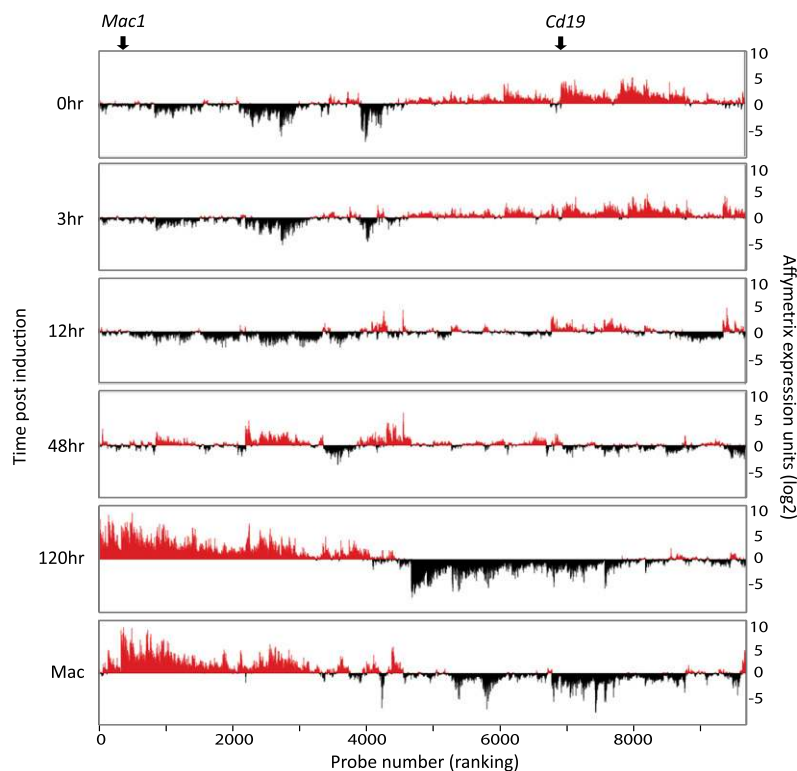 Mac1
Cd19
0hr
10
5
0
-5
3hr
10
5
0
-5
12hr
10
5
0
-5
48hr
10
5
0
-5
120hr
10
5
0
-5
Mac
10
5
0
-5
Time post induction
Affymetrix expression units (log2)
0
2000
4000
6000
8000
Probe number (ranking)